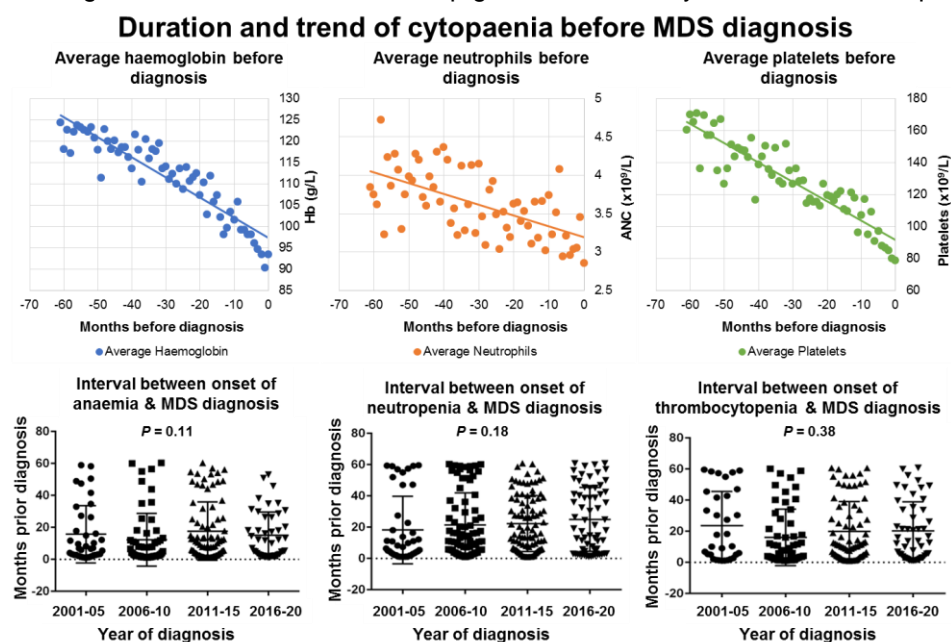 Duration and trend of cytopaenia before MDS diagnosis
Average haemoglobin before
diagnosis
130
125
120
115
110
105
100
95
90
85
Hb (g/L)
-70 -60 -50 -40 -30 -20 -10 0
Months before diagnosis
Average Haemoglobin
Average neutrophils before
diagnosis
5
4.5
4
3.5
3
2.5
ANC (x10⁹/L)
-70 -60 -50 -40 -30 -20 -10 0
Months before diagnosis
Average Neutrophils
Average platelets before
diagnosis
180
160
140
120
100
80
60
Platelets (x10⁹/L)
-70 -60 -50 -40 -30 -20 -10 0
Months before diagnosis
Average Platelets
Interval between onset of
anaemia & MDS diagnosis
P = 0.11
Months prior diagnosis
80
60
40
20
0
-20
2001-05 2006-10 2011-15 2016-20
Year of diagnosis
Interval between onset of
neutropenia & MDS diagnosis
P = 0.18
Months prior diagnosis
80
60
40
20
0
-20
2001-05 2006-10 2011-15 2016-20
Year of diagnosis
Interval between onset of
thrombocytopenia & MDS diagnosis
P = 0.38
Months prior diagnosis
80
60
40
20
0
-20
2001-05 2006-10 2011-15 2016-20
Year of diagnosis